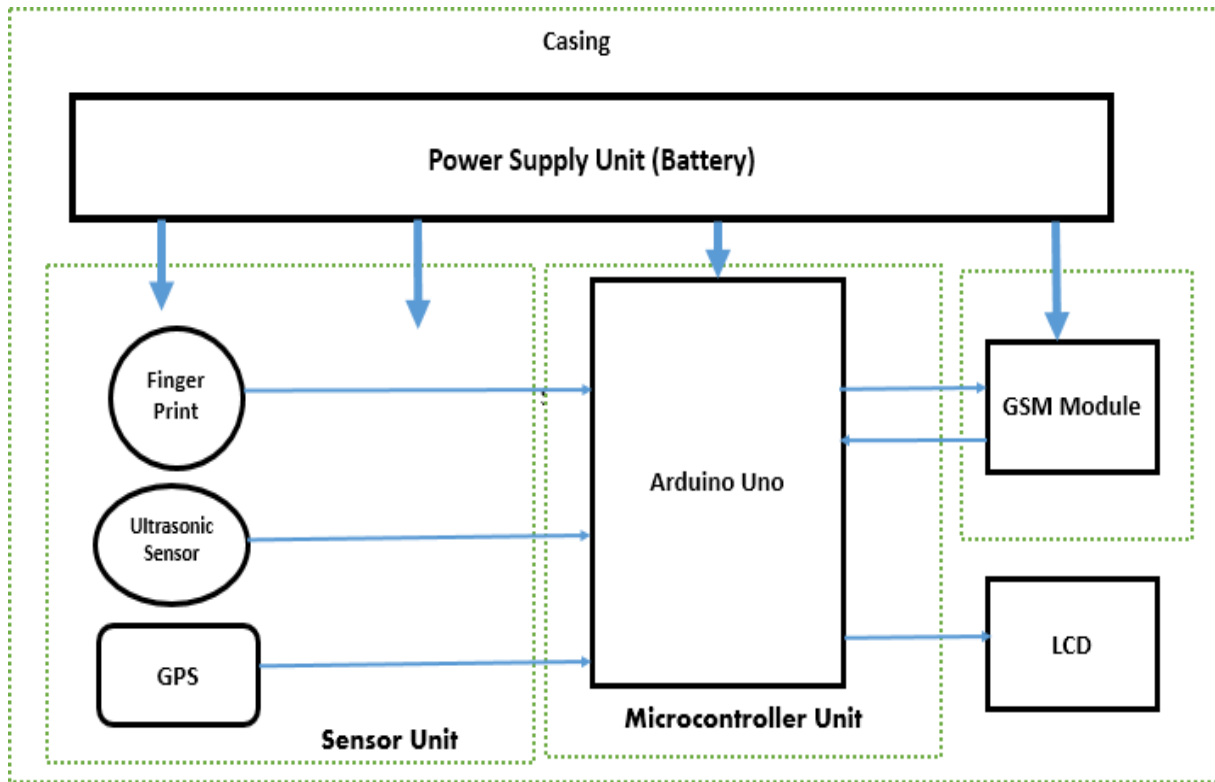 Casing
Power Supply Unit (Battery)
Finger
Print
Ultrasonic
Sensor
GPS
Sensor Unit
Arduino Uno
Microcontroller Unit
GSM Module
LCD